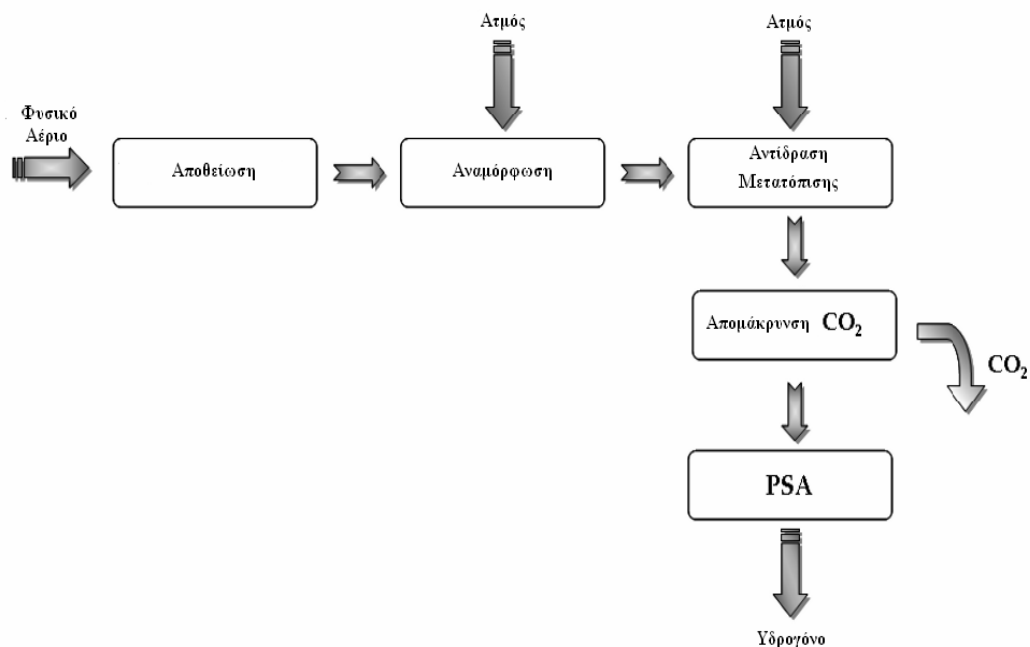 Ατμός
Ατμός
Φυσικό
Αέριο
Αποθείωση
Αναμόρφωση
Αντίδραση
Μετατόπισης
Απομάκρυνση CO₂
CO₂
PSA
Υδρογόνο